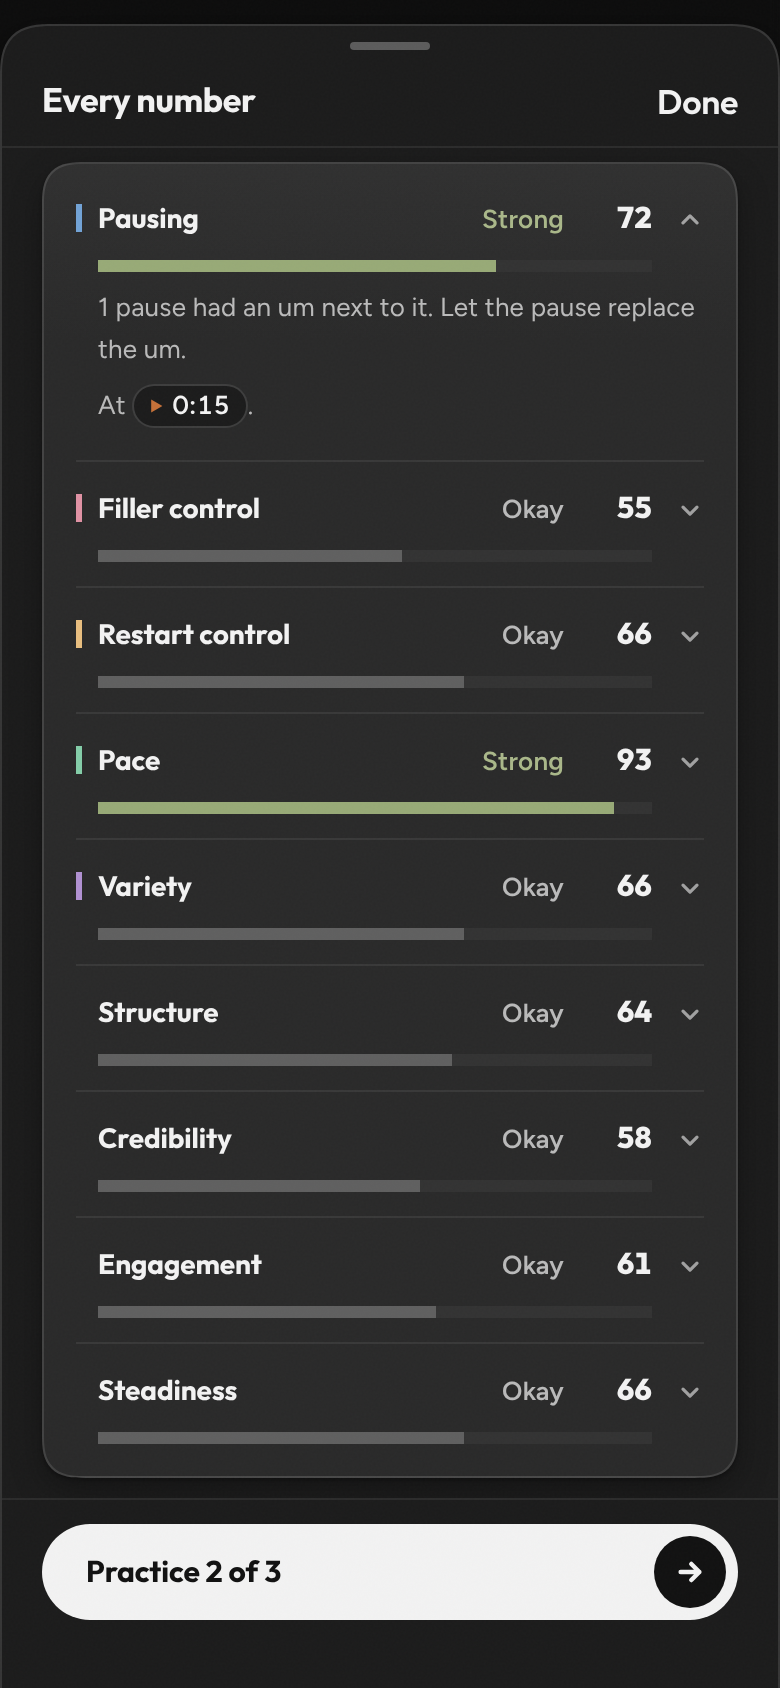 Every number
Done
Pausing Strong 72
1 pause had an um next to it. Let the pause replace
the um.
At 0:15.
Filler control Okay 55
Restart control Okay 66
Pace Strong 93
Variety Okay 66
Structure Okay 64
Credibility Okay 58
Engagement Okay 61
Steadiness Okay 66
Practice 2 of 3